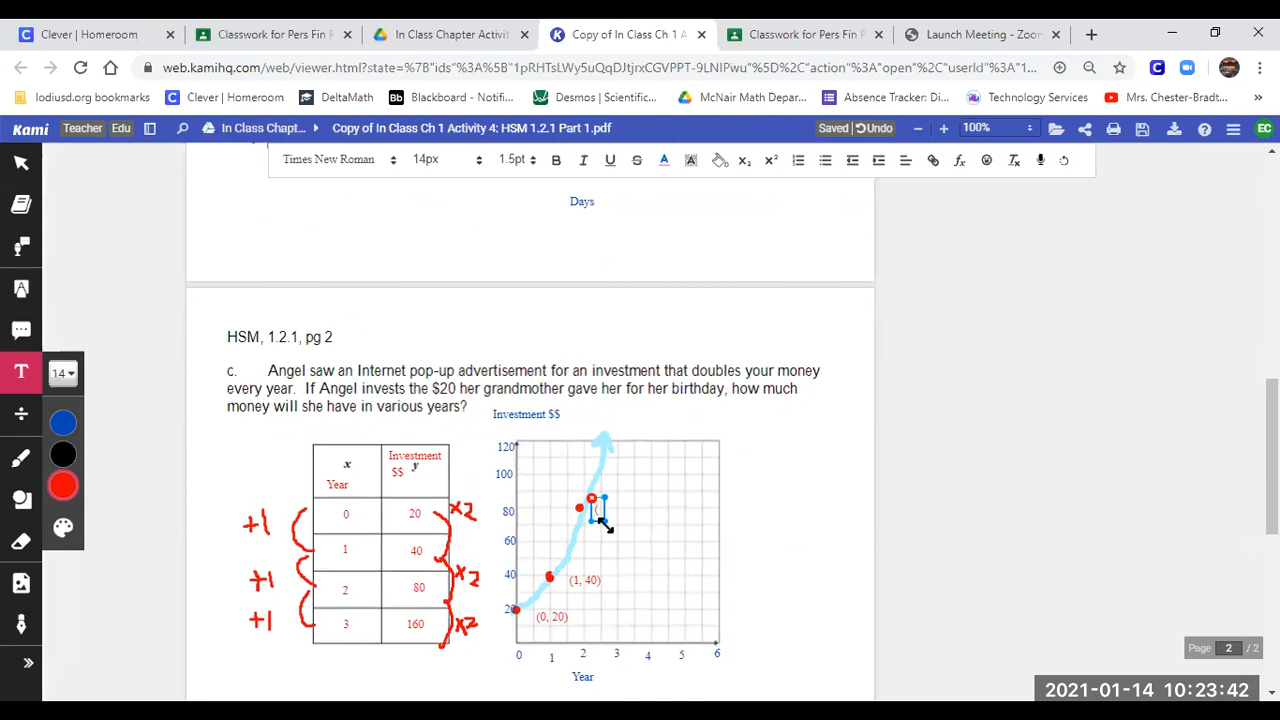 Clever | Homeroom
Classwork for Pers Fin F
In Class Chapter Activit
Copy of In Class Ch 1 A
Classwork for Pers Fin F
Launch Meeting - Zoo
web.kamihq.com/web/viewer.html?state=%7B"ids"%3A%5B"1pRHTsLWy5uQqDJtjrxCGVPPT-9LNIPwu"%5D%2C"action"%3A"open"%2C"userId"%3A"1...
lodiusd.org bookmarks
Clever | Homeroom
DeltaMath
Blackboard - Notifi...
Desmos | Scientific...
McNair Math Depar...
Absence Tracker: Di...
Technology Services
Mrs. Chester-Bradt...
Kami
Teacher
Edu
In Class Chapt...
Copy of In Class Ch 1 Activity 4: HSM 1.2.1 Part 1.pdf
Saved
Undo
100%
EC
Times New Roman
14px
1.5pt
Days
14
HSM, 1.2.1, pg 2
c. Angel saw an Internet pop-up advertisement for an investment that doubles your money
every year. If Angel invests the $20 her grandmother gave her for her birthday, how much
money will she have in various years?
Investment $$
x
Year
Investment
$$ y
0 20
1 40
2 80
3 160
+1
+1
+1
x2
x2
x2
120
100
80
60
40
20
(
(1, 40)
(0, 20)
0 1 2 3 4 5 6
Year
Page 2 / 2
2021-01-14 10:23:42